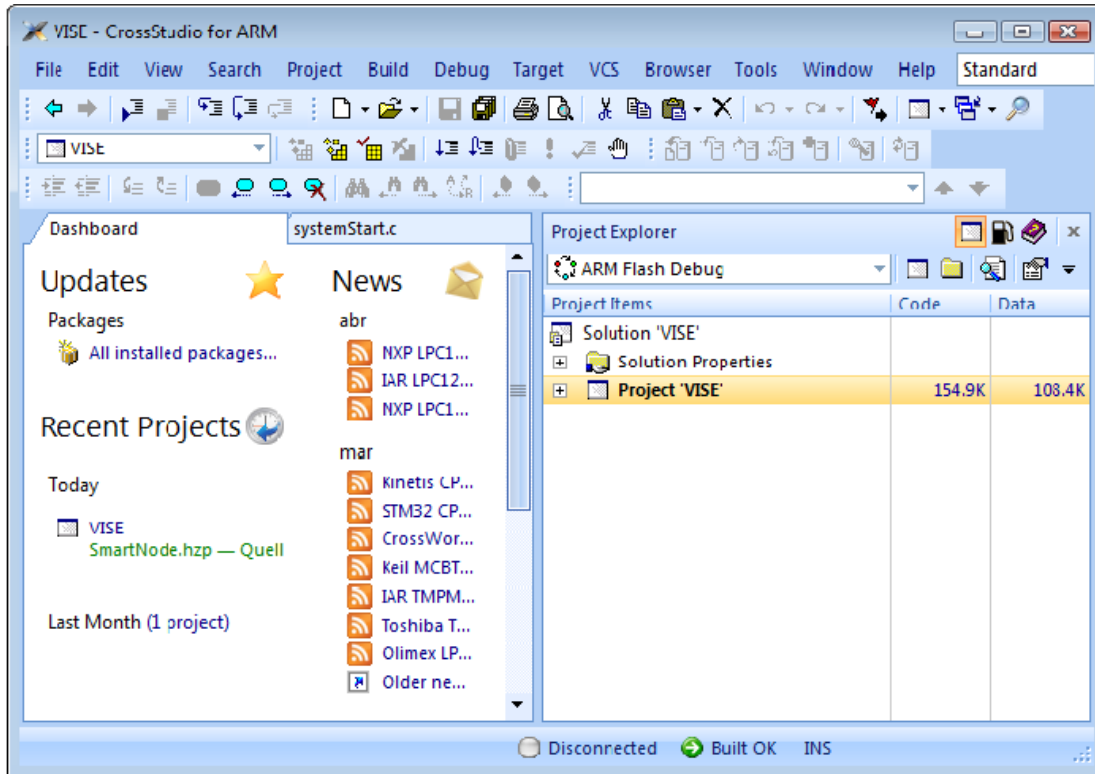 VISE - CrossStudio for ARM
File Edit View Search Project Build Debug Target VCS Browser Tools Window Help Standard
VISE
Dashboard
systemStart.c
Updates
Packages
All installed packages...
Recent Projects
Today
VISE
SmartNode.hzp — Quell
Last Month (1 project)
News
abr
NXP LPC1...
IAR LPC12...
NXP LPC1...
mar
Kinetis CP...
STM32 CP...
CrossWor...
Keil MCBT...
IAR TMPM...
Toshiba T...
Olimex LP...
Older ne...
Project Explorer
ARM Flash Debug
Project Items Code Data
Solution 'VISE'
Solution Properties
Project 'VISE' 154.9K 108.4K
Disconnected Built OK INS